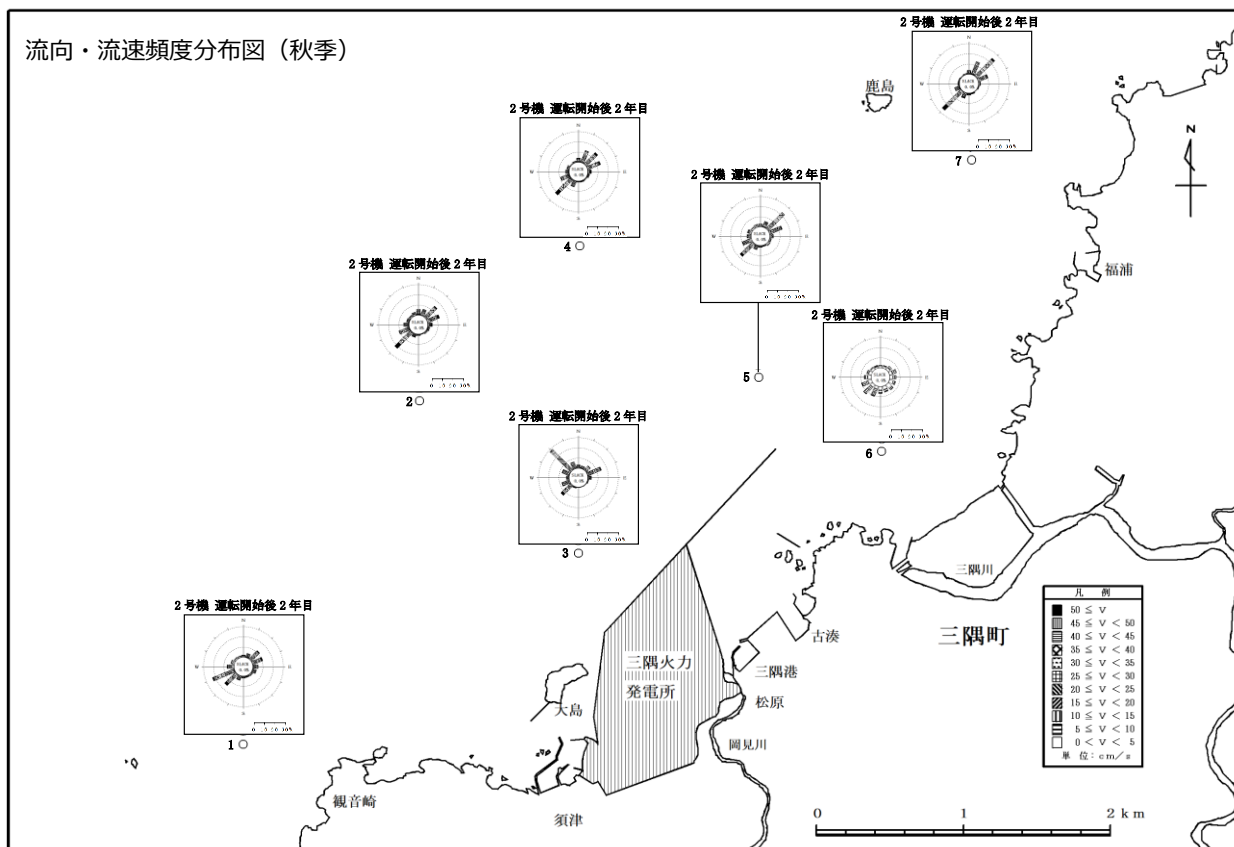 流向・流速頻度分布図（秋季）
2号機 運転開始後2年目
N
鹿島
7
N
2号機 運転開始後2年目
N
W
E
S
4
2号機 運転開始後2年目
N
W
E
S
5
2号機 運転開始後2年目
N
W
E
S
2
福浦
2号機 運転開始後2年目
N
W
E
S
6
2号機 運転開始後2年目
N
W
E
S
3
三隅川
2号機 運転開始後2年目
N
W
E
S
1
三隅町
古湊
三隅港
松原
三隅火力
発電所
大島
岡見川
観音崎
須津
凡 例
50 ≦ V
45 ≦ V < 50
40 ≦ V < 45
35 ≦ V < 40
30 ≦ V < 35
25 ≦ V < 30
20 ≦ V < 25
15 ≦ V < 20
10 ≦ V < 15
5 ≦ V < 10
0 < V < 5
単 位：cm/s
0 1 2 km